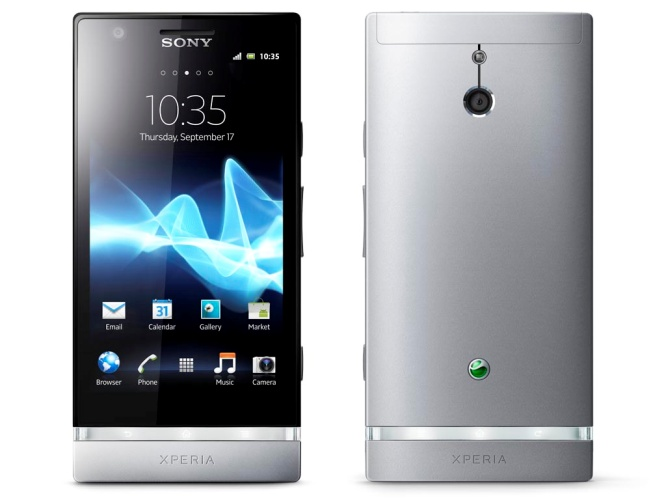 SONY
10:35
10:35
Thursday, September 17
31
Email Calendar Gallery Market
Browser Phone Music Camera
XPERIA
XPERIA